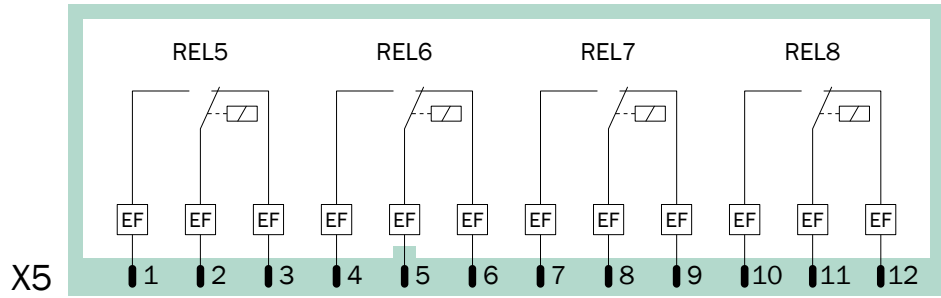 REL5 REL6 REL7 REL8
EF EF EF EF EF EF EF EF EF EF EF EF
X5 1 2 3 4 5 6 7 8 9 10 11 12